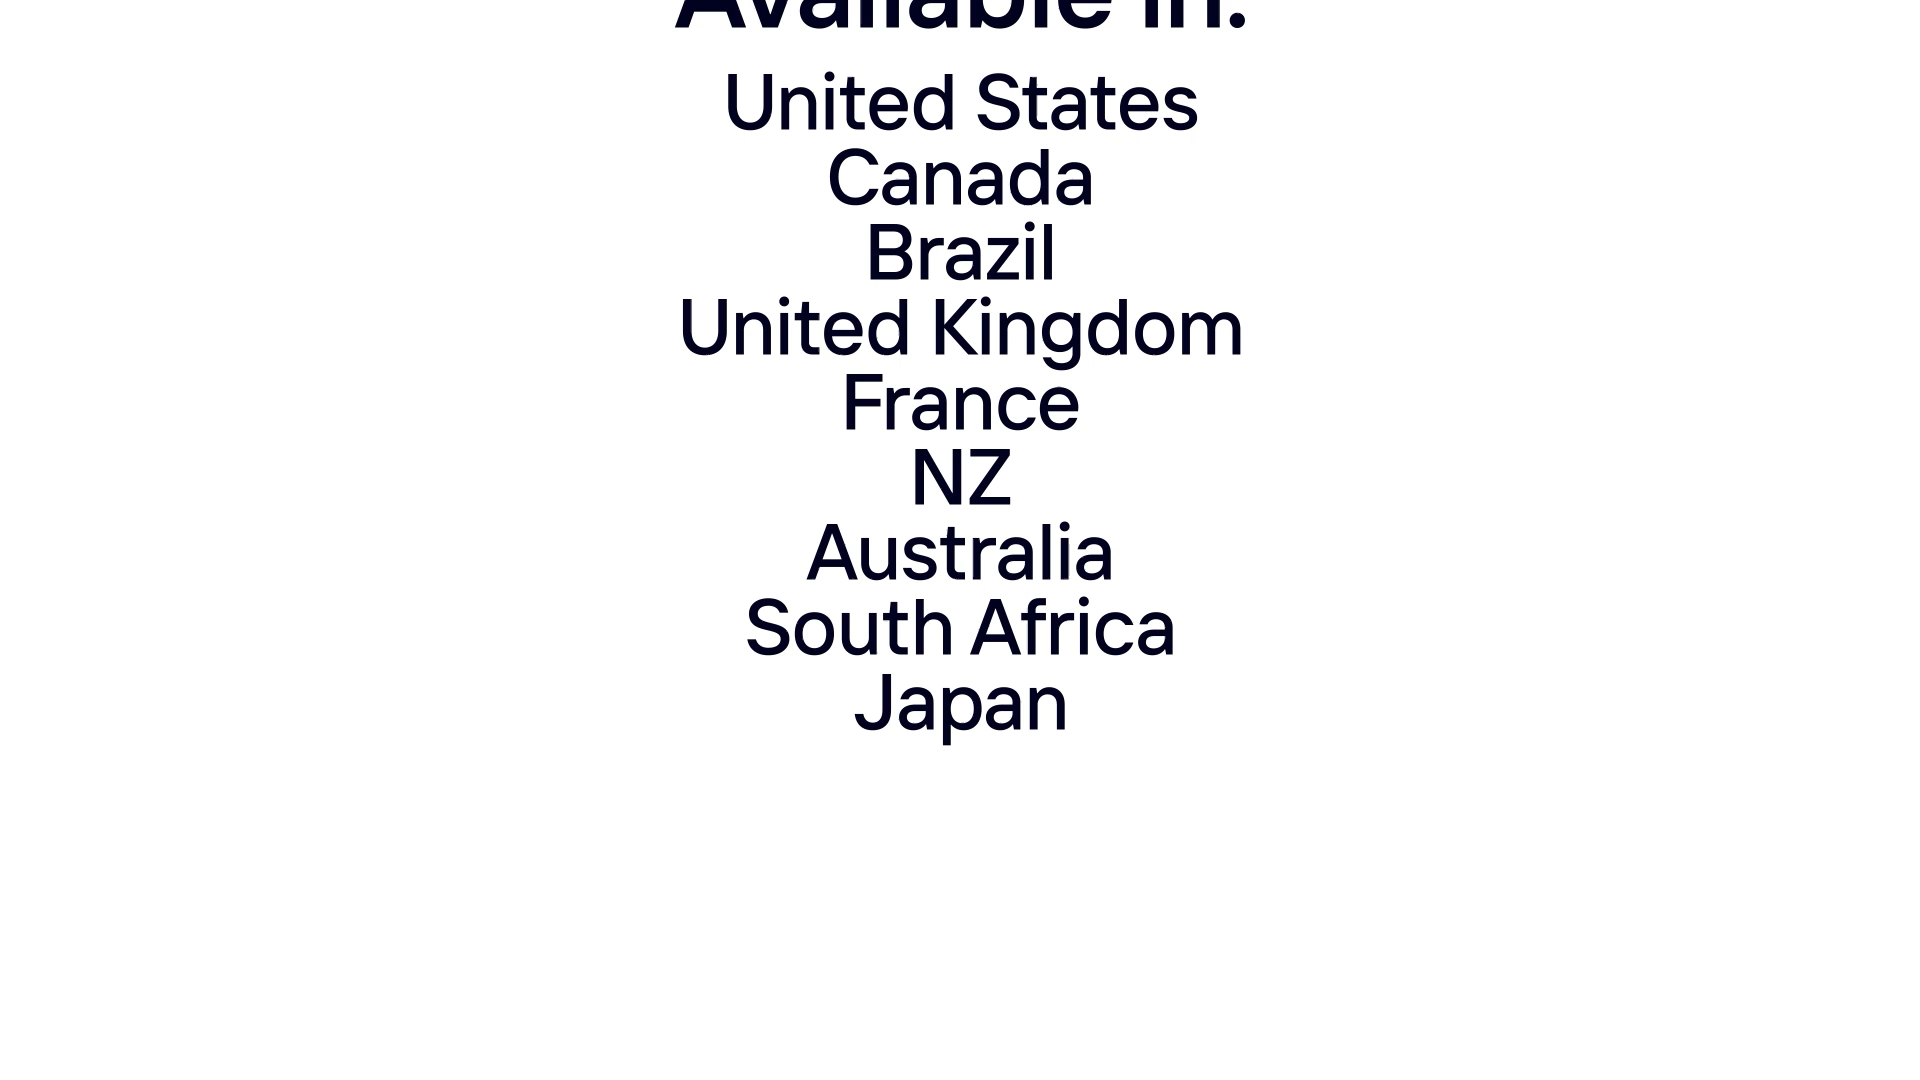 Available in:
United States
Canada
Brazil
United Kingdom
France
NZ
Australia
South Africa
Japan